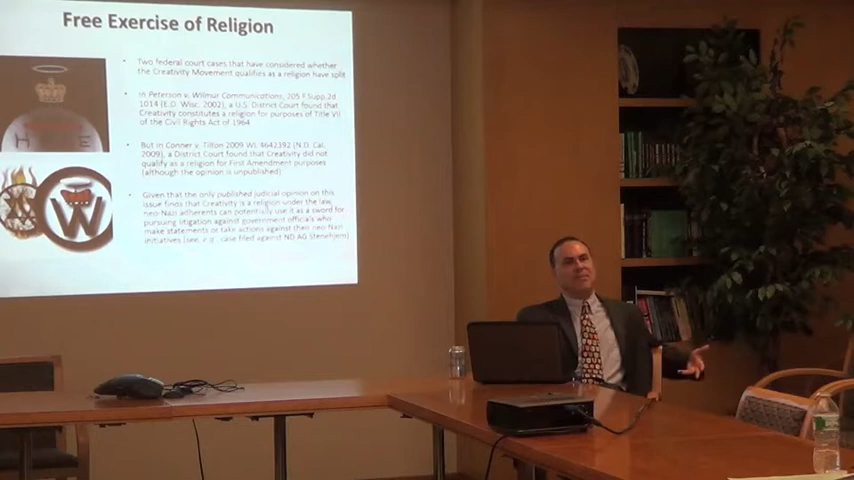 Free Exercise of Religion
Two federal court cases that have considered whether
the Creativity Movement qualifies as a religion have split
In Peterson v. Wilmur Communications, 205 F.Supp.2d
1014 (E.D. Wisc. 2002), a U.S. District Court found that
Creativity constitutes a religion for purposes of Title VII
of the Civil Rights Act of 1964
But in Conner v. Tilton 2009 WL 4642392 (N.D. Cal.
2009), a District Court found that Creativity did not
qualify as a religion for First Amendment purposes
(although the opinion is unpublished)
Given that the only published judicial opinion on this
issue finds that Creativity is a religion under the law,
neo-Nazi adherents can potentially use it as a sword for
pursuing litigation against government officials who
make statements or take actions against their neo Nazi
initiatives (see, e.g. case filed against ND AG Stenehjem)
W